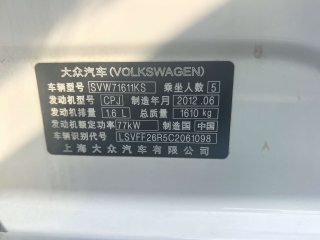 大众汽车(VOLKSWAGEN)
车辆型号 SVW71611KS 乘坐人数 5
发动机型号 CPJ 制造年月 2012.06
发动机排量 1.6 L 总质量 1610 kg
发动机额定功率 77kW 制造国 中国
车辆识别代号 LSVFF26R5C2061098
上海大众汽车有限公司